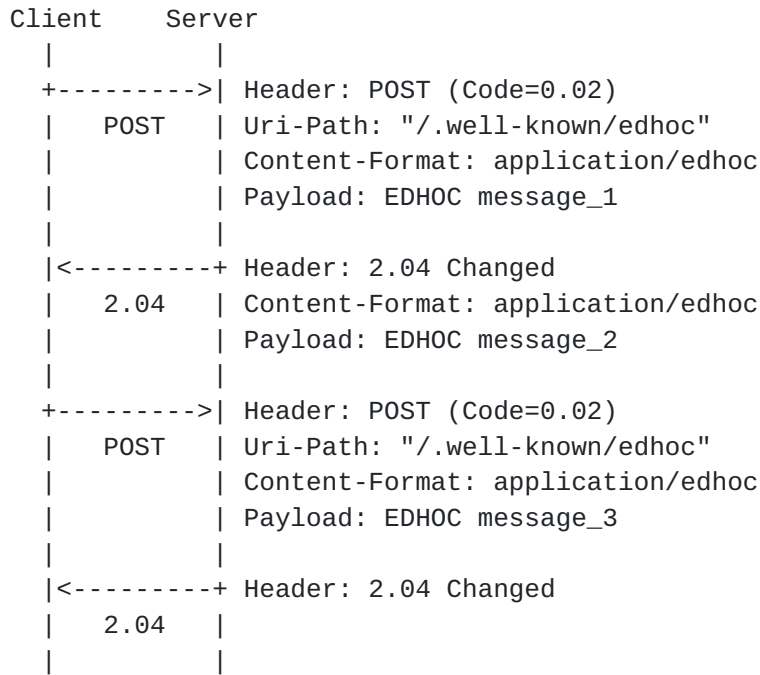 Client    Server
  |          |
  +--------->| Header: POST (Code=0.02)
  |   POST   | Uri-Path: "/.well-known/edhoc"
  |          | Content-Format: application/edhoc
  |          | Payload: EDHOC message_1
  |          |
  |<---------+ Header: 2.04 Changed
  |   2.04   | Content-Format: application/edhoc
  |          | Payload: EDHOC message_2
  |          |
  +--------->| Header: POST (Code=0.02)
  |   POST   | Uri-Path: "/.well-known/edhoc"
  |          | Content-Format: application/edhoc
  |          | Payload: EDHOC message_3
  |          |
  |<---------+ Header: 2.04 Changed
  |   2.04   |
  |          |